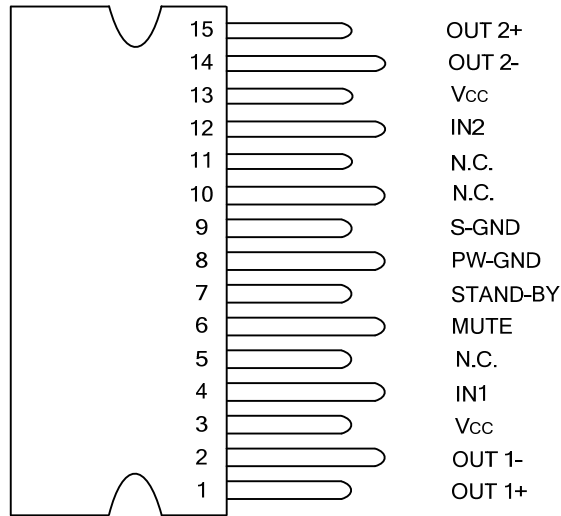 15 OUT 2+
14 OUT 2-
13 Vcc
12 IN2
11 N.C.
10 N.C.
9 S-GND
8 PW-GND
7 STAND-BY
6 MUTE
5 N.C.
4 IN1
3 Vcc
2 OUT 1-
1 OUT 1+